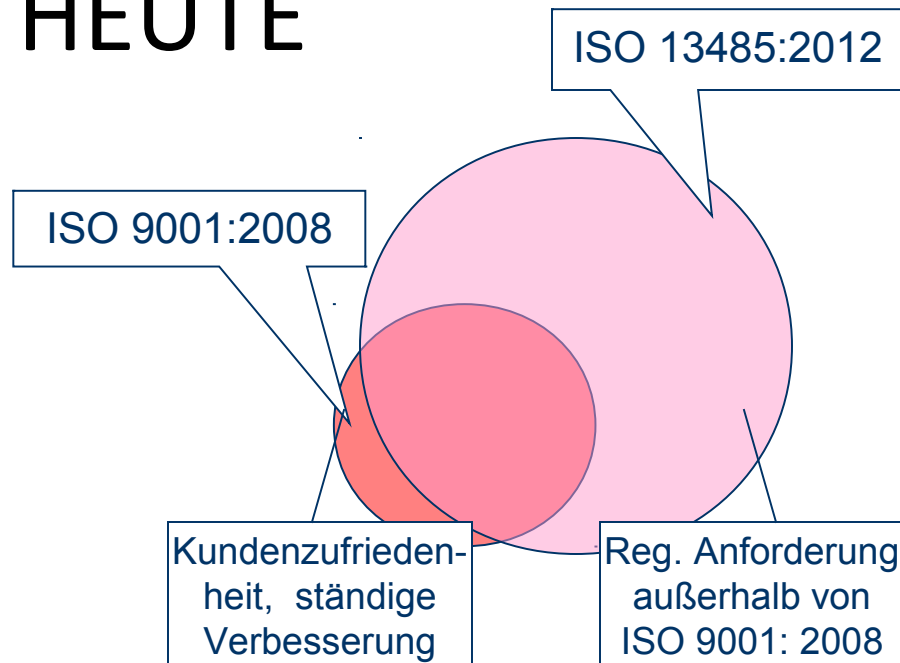 HEUTE
ISO 13485:2012
ISO 9001:2008
Kundenzufrieden-
heit, ständige
Verbesserung
Reg. Anforderung
außerhalb von
ISO 9001: 2008